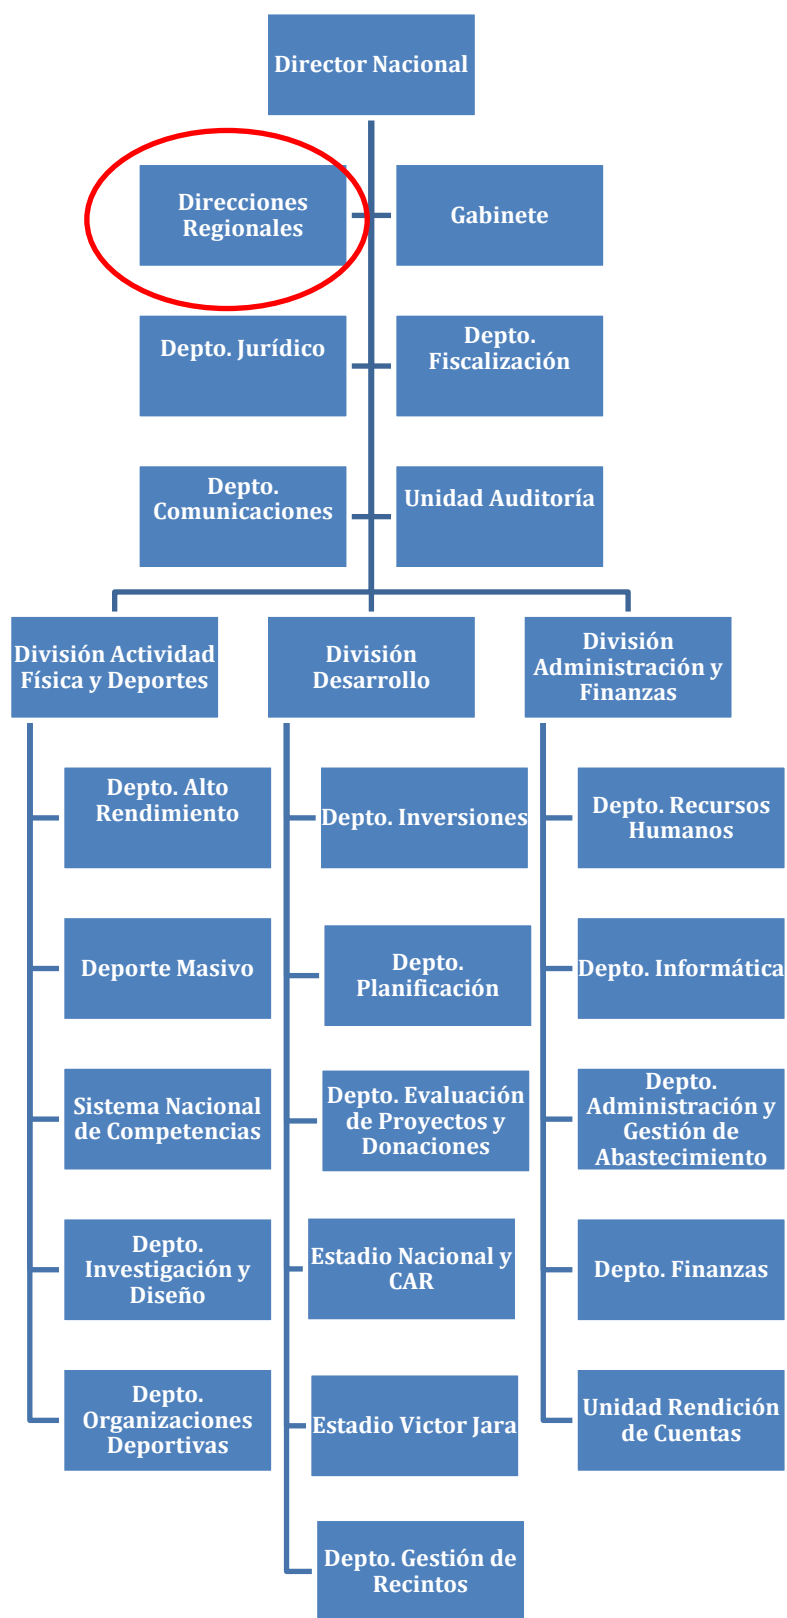 Director Nacional
Direcciones
Regionales
Gabinete
Depto. Jurídico
Depto.
Fiscalización
Depto.
Comunicaciones
Unidad Auditoría
División Actividad
Física y Deportes
División
Desarrollo
División
Administración y
Finanzas
Depto. Alto
Rendimiento
Deporte Masivo
Sistema Nacional
de Competencias
Depto.
Investigación y
Diseño
Depto.
Organizaciones
Deportivas
Depto. Inversiones
Depto.
Planificación
Depto. Evaluación
de Proyectos y
Donaciones
Estadio Nacional y
CAR
Estadio Victor Jara
Depto. Gestión de
Recintos
Depto. Recursos
Humanos
Depto. Informática
Depto.
Administración y
Gestión de
Abastecimiento
Depto. Finanzas
Unidad Rendición
de Cuentas